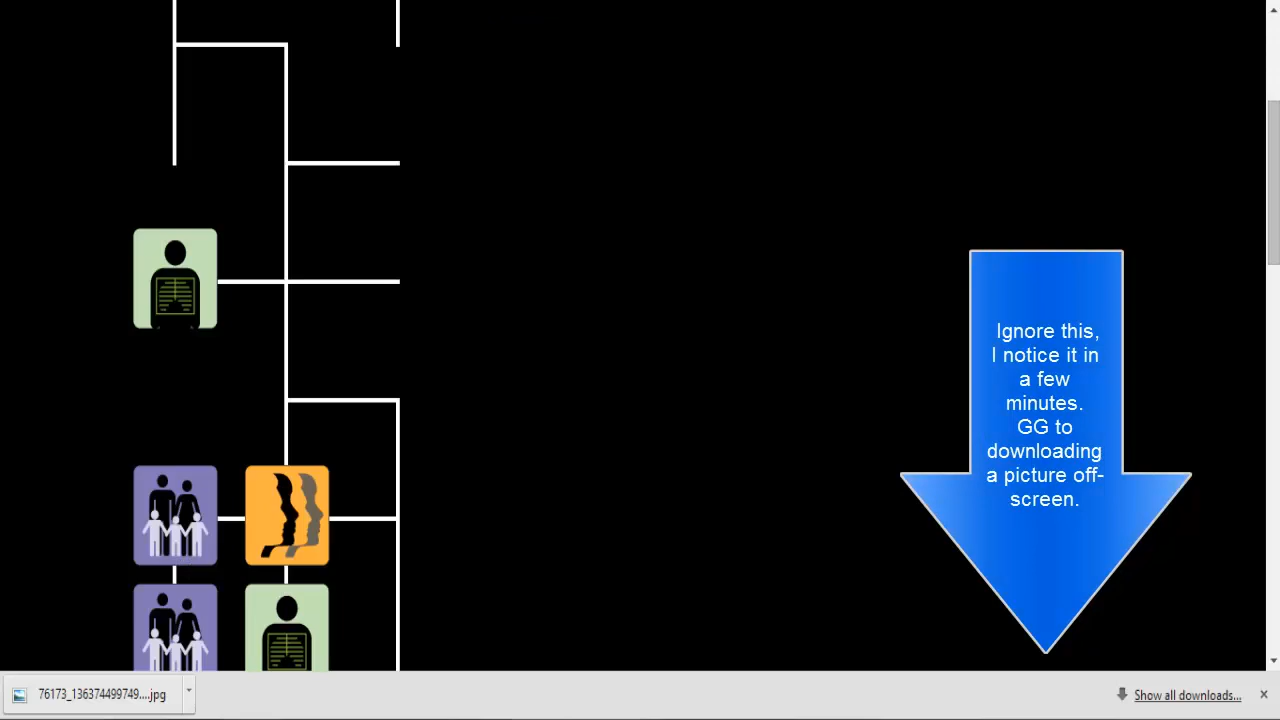 Ignore this,
I notice it in
a few
minutes.
GG to
downloading
a picture off-
screen.
76173_136374499749....jpg
Show all downloads...